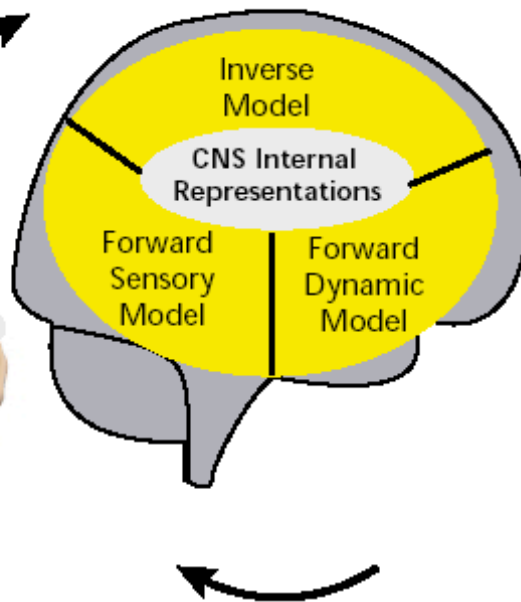 Inverse
Model
CNS Internal
Representations
Forward
Sensory
Model
Forward
Dynamic
Model